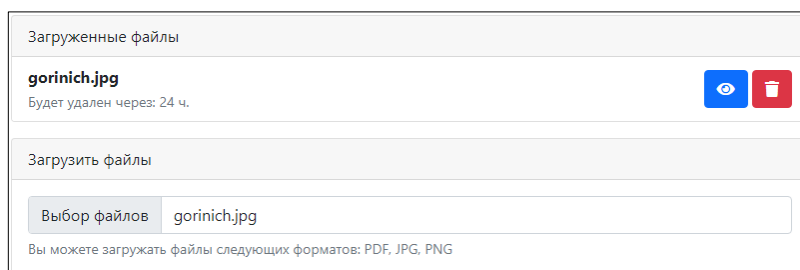 Загруженные файлы
gorinich.jpg
Будет удален через: 24 ч.
Загрузить файлы
Выбор файлов gorinich.jpg
Вы можете загружать файлы следующих форматов: PDF, JPG, PNG